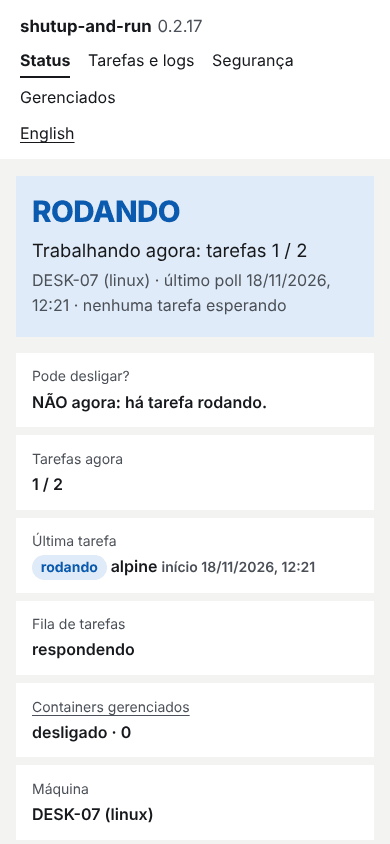 shutup-and-run 0.2.17
Status Tarefas e logs Segurança
Gerenciados
English
RODANDO
Trabalhando agora: tarefas 1 / 2
DESK-07 (linux) · último poll 18/11/2026,
12:21 · nenhuma tarefa esperando
Pode desligar?
NÃO agora: há tarefa rodando.
Tarefas agora
1 / 2
Última tarefa
rodando alpine início 18/11/2026, 12:21
Fila de tarefas
respondendo
Containers gerenciados
desligado · 0
Máquina
DESK-07 (linux)